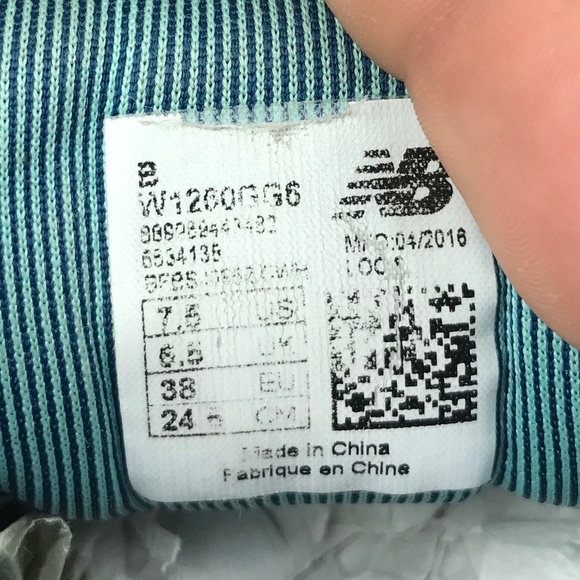 B
NB
W1260GG6
MFD:04/2016
6534135
7.5 US
6.5 UK
38 EU
24 CM
Made in China
Fabrique en Chine